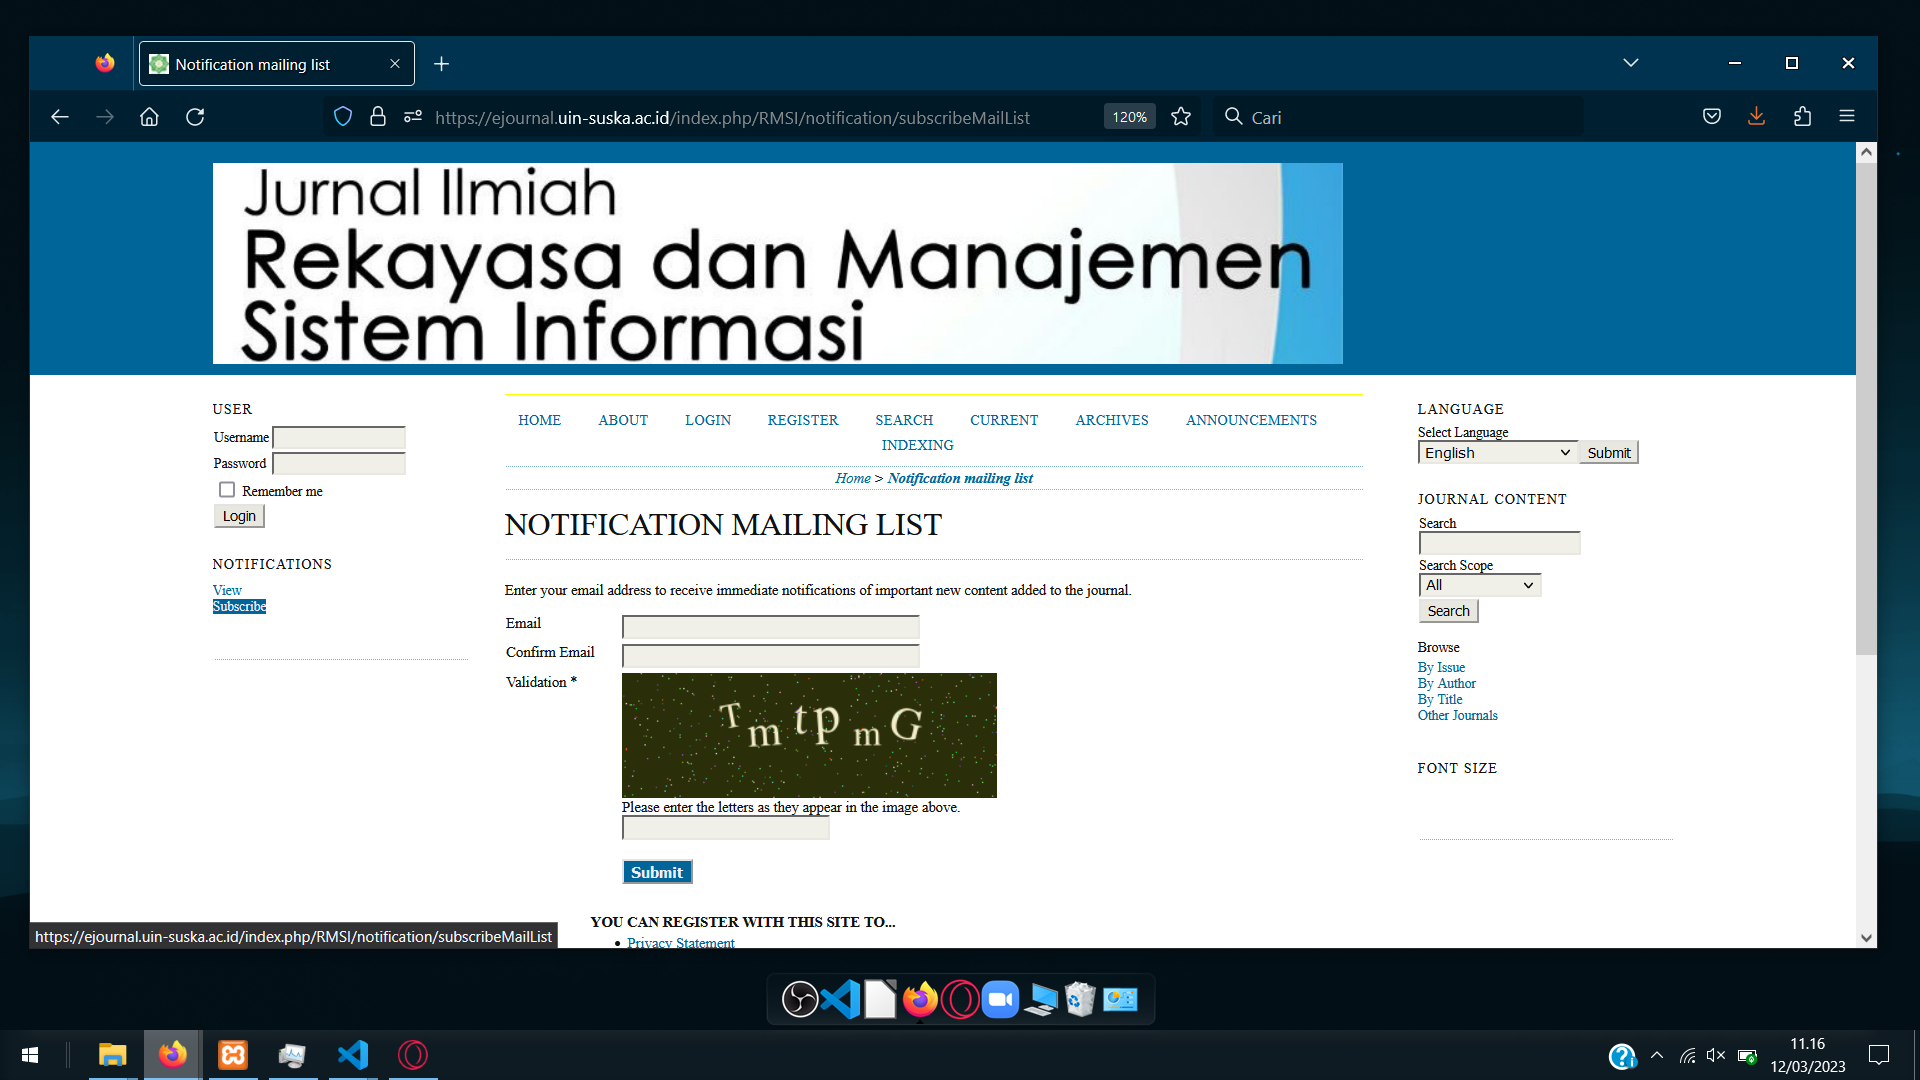 Notification mailing list
https://ejournal.uin-suska.ac.id/index.php/RMSI/notification/subscribeMailList
120%
Cari
Jurnal Ilmiah
Rekayasa dan Manajemen
Sistem Informasi
USER
Username
Password
Remember me
Login
NOTIFICATIONS
View
Subscribe
HOME ABOUT LOGIN REGISTER SEARCH CURRENT ARCHIVES ANNOUNCEMENTS
INDEXING
Home > Notification mailing list
NOTIFICATION MAILING LIST
Enter your email address to receive immediate notifications of important new content added to the journal.
Email
Confirm Email
Validation *
TmtpmG
Please enter the letters as they appear in the image above.
Submit
YOU CAN REGISTER WITH THIS SITE TO...
Privacy Statement
LANGUAGE
Select Language
English Submit
JOURNAL CONTENT
Search
Search Scope
All
Search
Browse
By Issue
By Author
By Title
Other Journals
FONT SIZE
https://ejournal.uin-suska.ac.id/index.php/RMSI/notification/subscribeMailList
11.16
12/03/2023